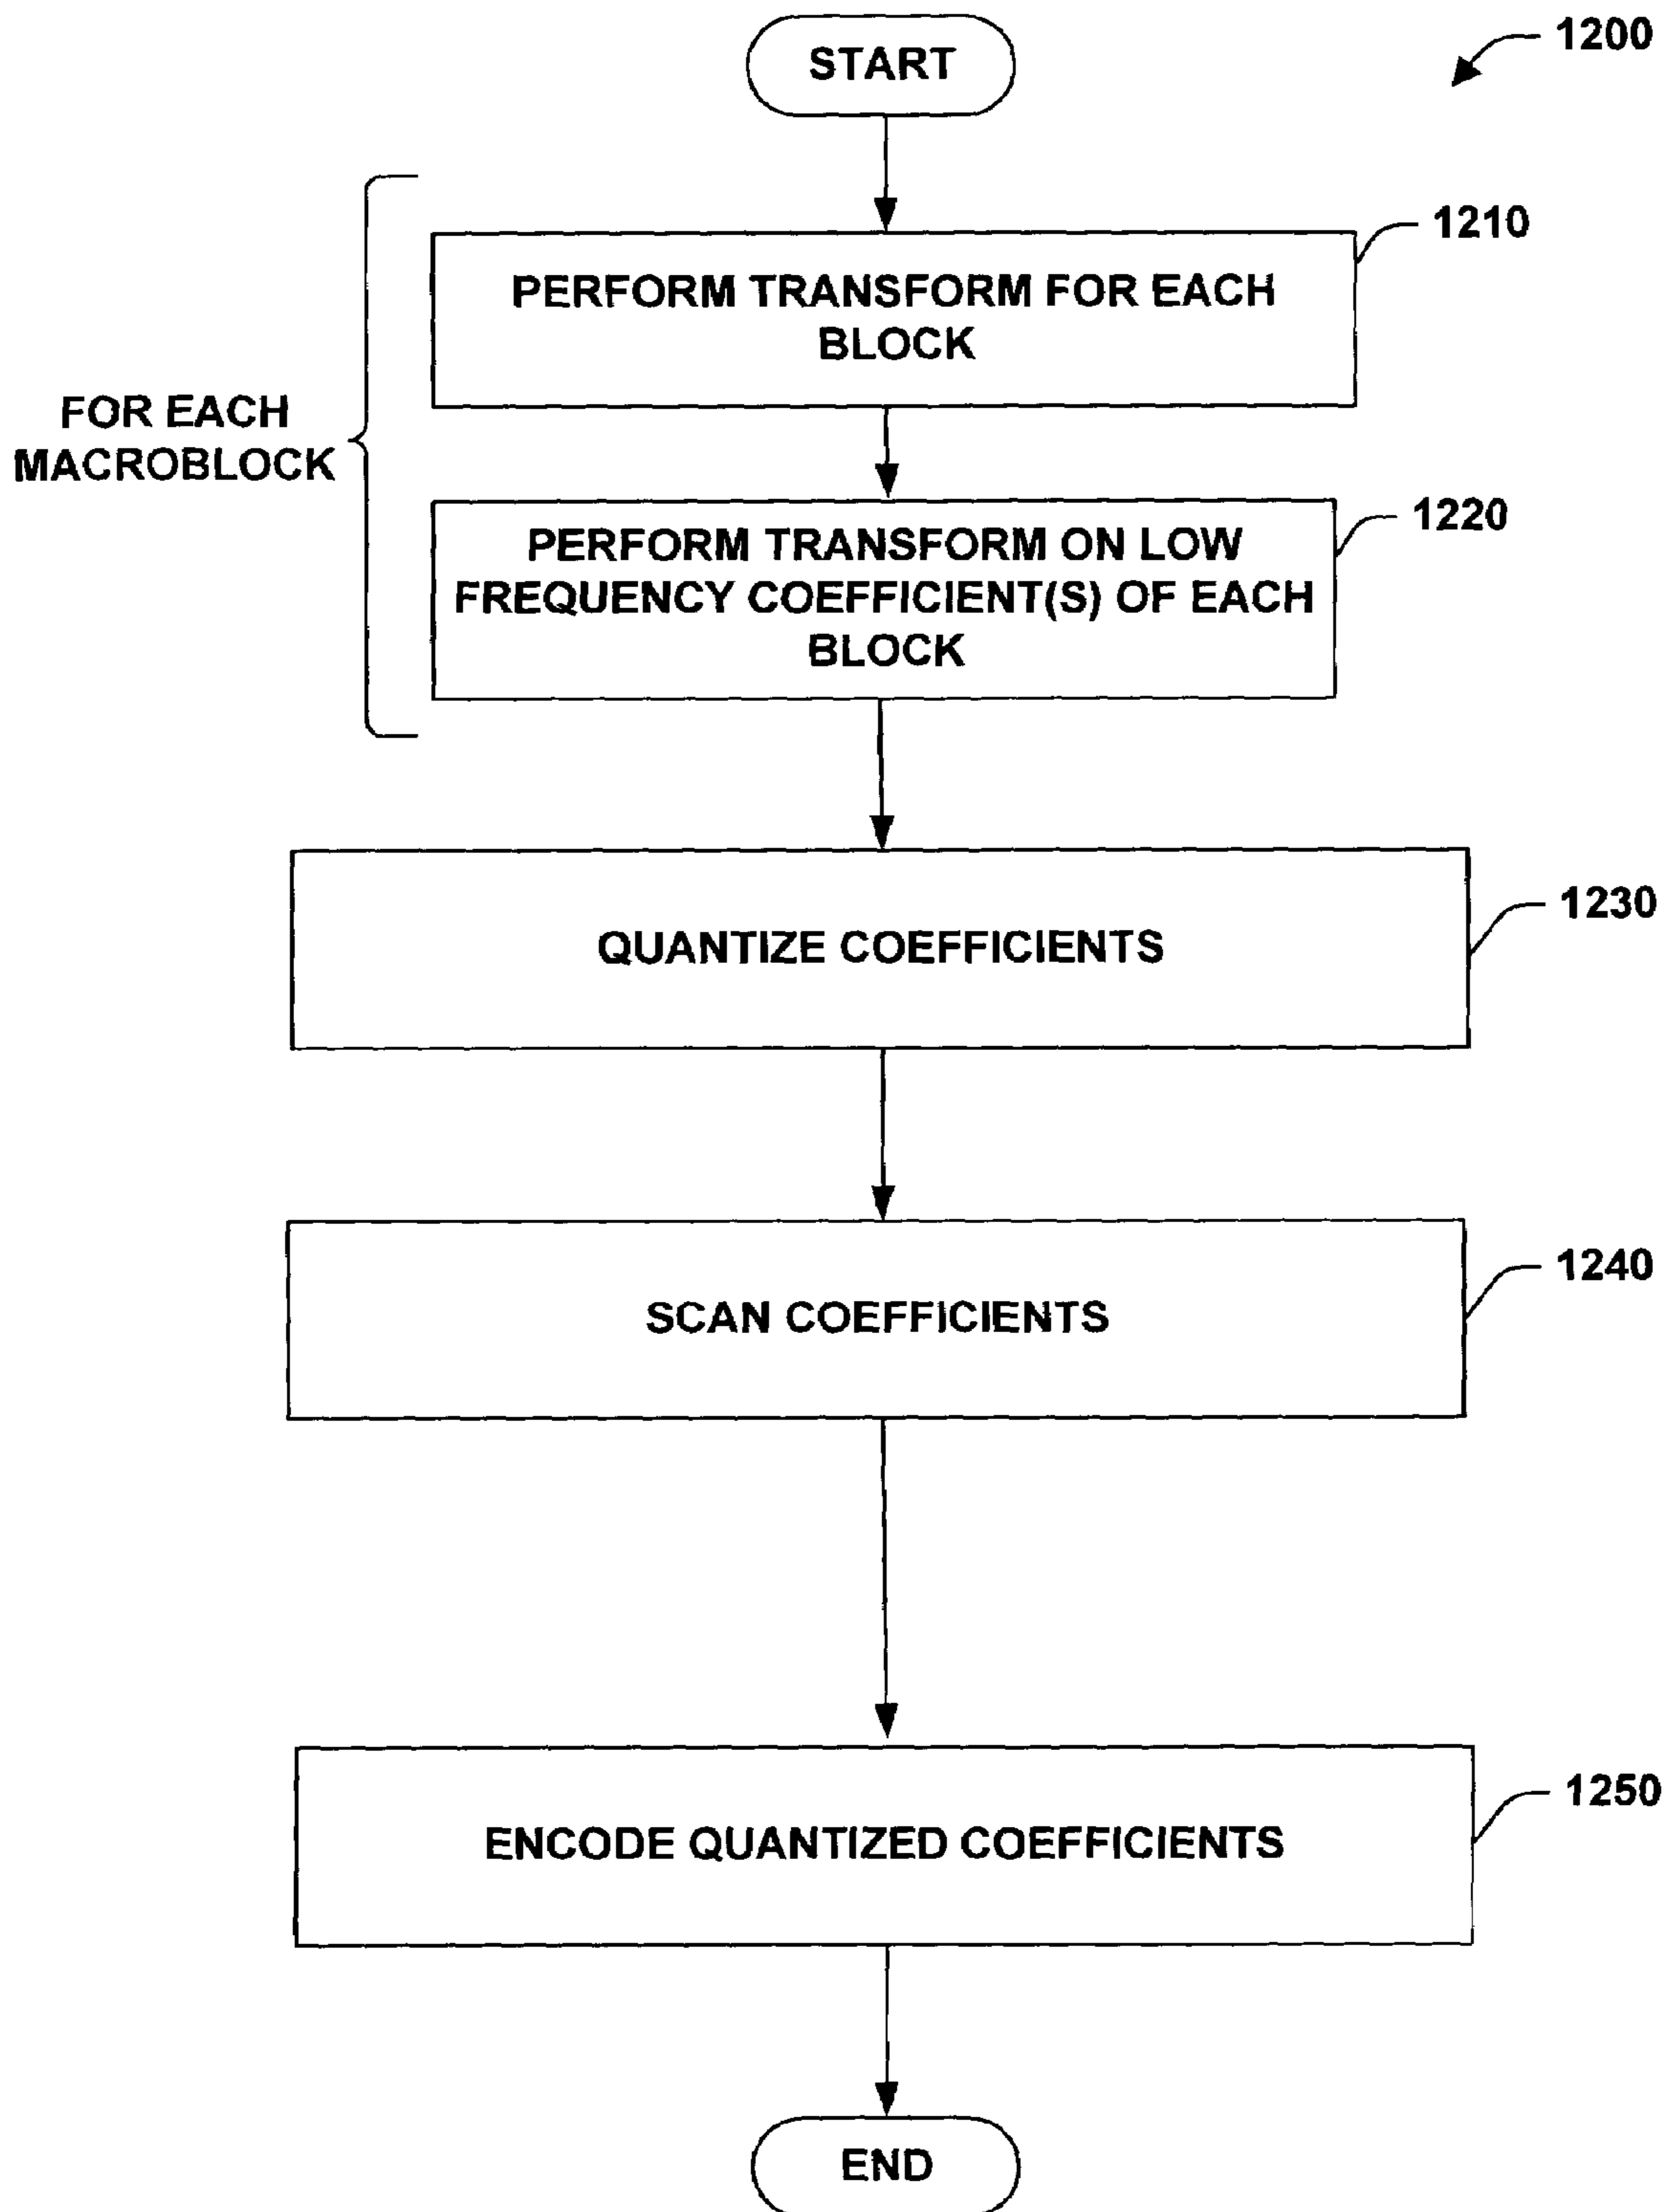 START
1200
1210
PERFORM TRANSFORM FOR EACH
BLOCK
FOR EACH
MACROBLOCK
1220
PERFORM TRANSFORM ON LOW
FREQUENCY COEFFICIENT(S) OF EACH
BLOCK
1230
QUANTIZE COEFFICIENTS
1240
SCAN COEFFICIENTS
1250
ENCODE QUANTIZED COEFFICIENTS
END